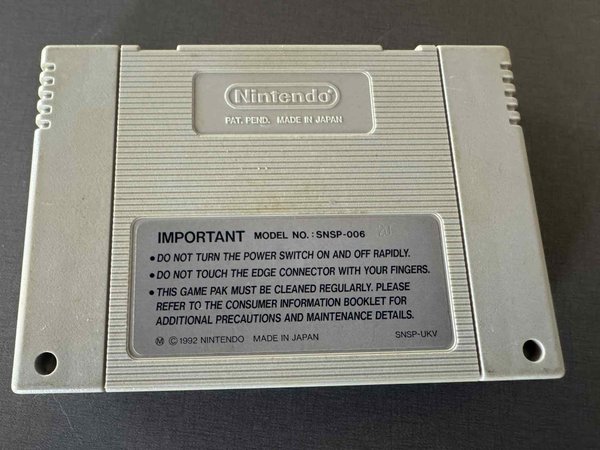 Nintendo®
PAT. PEND. MADE IN JAPAN
IMPORTANT MODEL NO.: SNSP-006
• DO NOT TURN THE POWER SWITCH ON AND OFF RAPIDLY.
• DO NOT TOUCH THE EDGE CONNECTOR WITH YOUR FINGERS.
• THIS GAME PAK MUST BE CLEANED REGULARLY. PLEASE
REFER TO THE CONSUMER INFORMATION BOOKLET FOR
ADDITIONAL PRECAUTIONS AND MAINTENANCE DETAILS.
Ⓜ © 1992 NINTENDO MADE IN JAPAN SNSP-UKV